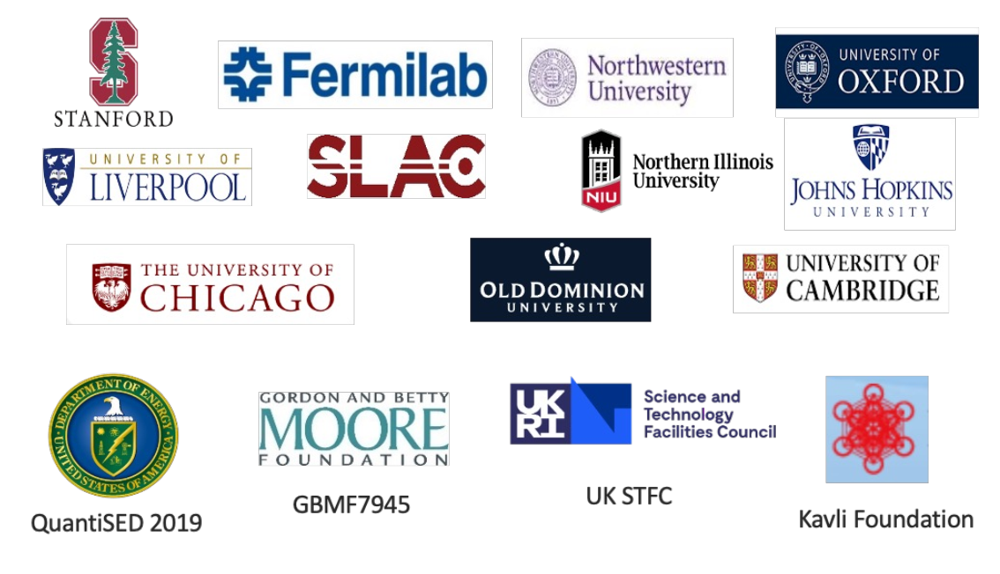 STANFORD
Fermilab
Northwestern
University
UNIVERSITY OF
OXFORD
UNIVERSITY OF
LIVERPOOL
SLAC
NIU
Northern Illinois
University
JOHNS HOPKINS
UNIVERSITY
THE UNIVERSITY OF
CHICAGO
OLD DOMINION
UNIVERSITY
UNIVERSITY OF
CAMBRIDGE
DEPARTMENT OF ENERGY
UNITED STATES OF AMERICA
QuantiSED 2019
GORDON AND BETTY
MOORE
FOUNDATION
GBMF7945
UK
RI
Science and
Technology
Facilities Council
UK STFC
Kavli Foundation